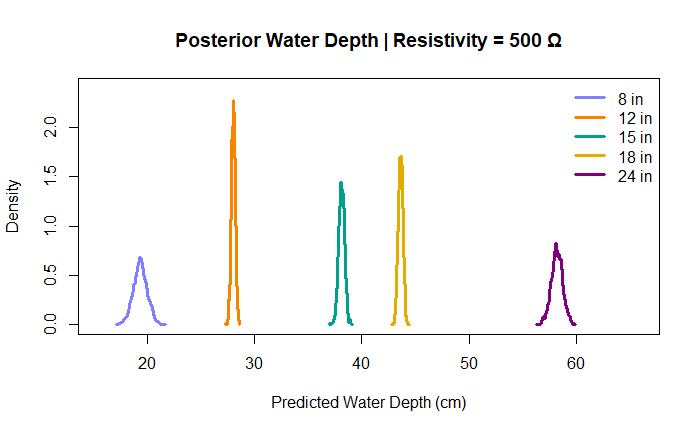 Posterior Water Depth | Resistivity = 500 Ω
8 in
12 in
15 in
18 in
24 in
Density
2.0
1.5
1.0
0.5
0.0
20 30 40 50 60
Predicted Water Depth (cm)